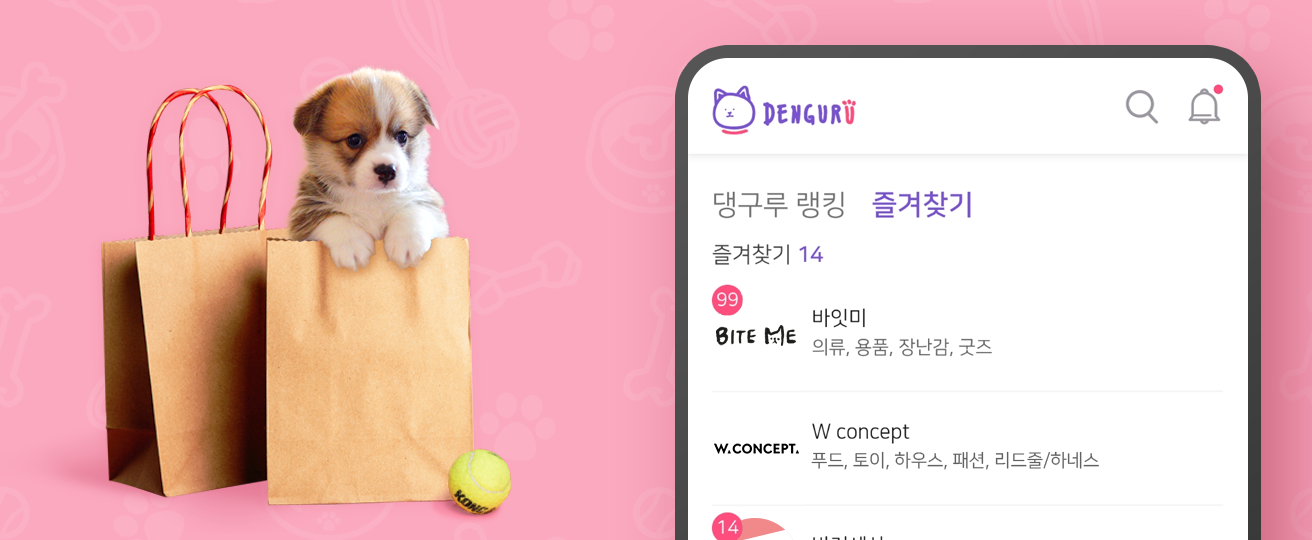 DENGURU
댕구루 랭킹 즐겨찾기
즐겨찾기 14
99
BITE ME
바잇미
의류, 용품, 장난감, 굿즈
W.CONCEPT.
W concept
푸드, 토이, 하우스, 패션, 리드줄/하네스
KONG
14